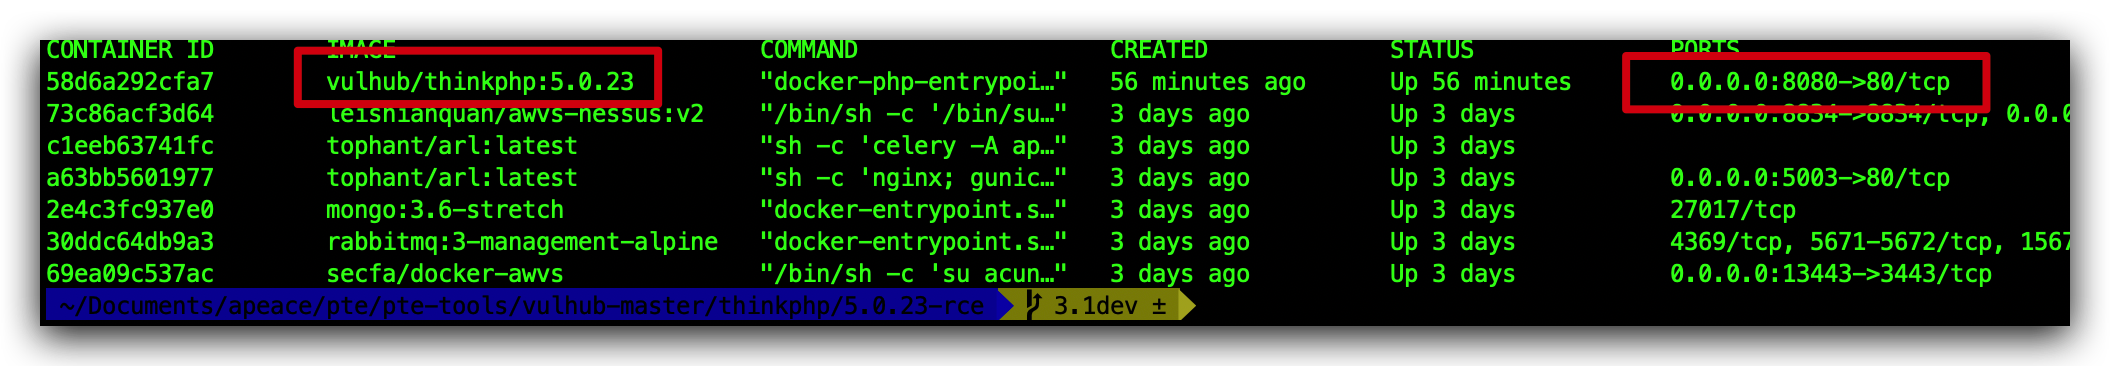 CONTAINER ID IMAGE COMMAND CREATED STATUS PORTS
58d6a292cfa7 vulhub/thinkphp:5.0.23 "docker-php-entrypoi…" 56 minutes ago Up 56 minutes 0.0.0.0:8080->80/tcp
73c86acf3d64 leishianquan/awvs-nessus:v2 "/bin/sh -c '/bin/su…" 3 days ago Up 3 days 0.0.0.0:8834->8834/tcp, 0.0.0
c1eeb63741fc tophant/arl:latest "sh -c 'celery -A ap…" 3 days ago Up 3 days
a63bb5601977 tophant/arl:latest "sh -c 'nginx; gunic…" 3 days ago Up 3 days 0.0.0.0:5003->80/tcp
2e4c3fc937e0 mongo:3.6-stretch "docker-entrypoint.s…" 3 days ago Up 3 days 27017/tcp
30ddc64db9a3 rabbitmq:3-management-alpine "docker-entrypoint.s…" 3 days ago Up 3 days 4369/tcp, 5671-5672/tcp, 1567
69ea09c537ac secfa/docker-awvs "/bin/sh -c 'su acun…" 3 days ago Up 3 days 0.0.0.0:13443->3443/tcp
~/Documents/apeace/pte/pte-tools/vulhub-master/thinkphp/5.0.23-rce 3.1dev ±